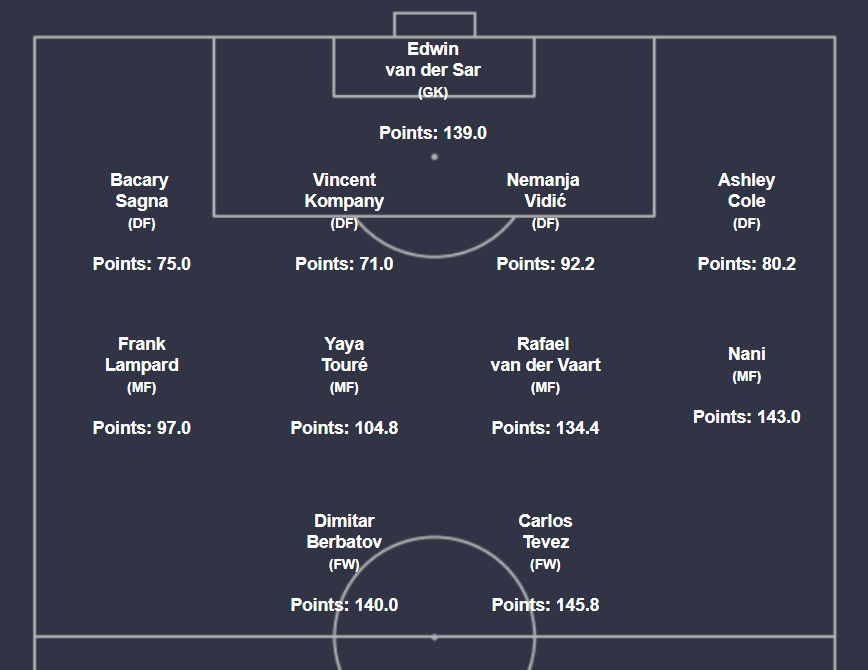 Edwin
van der Sar
(GK)
Points: 139.0
Bacary
Sagna
(DF)
Points: 75.0
Vincent
Kompany
(DF)
Points: 71.0
Nemanja
Vidić
(DF)
Points: 92.2
Ashley
Cole
(DF)
Points: 80.2
Frank
Lampard
(MF)
Points: 97.0
Yaya
Touré
(MF)
Points: 104.8
Rafael
van der Vaart
(MF)
Points: 134.4
Nani
(MF)
Points: 143.0
Dimitar
Berbatov
(FW)
Points: 140.0
Carlos
Tevez
(FW)
Points: 145.8